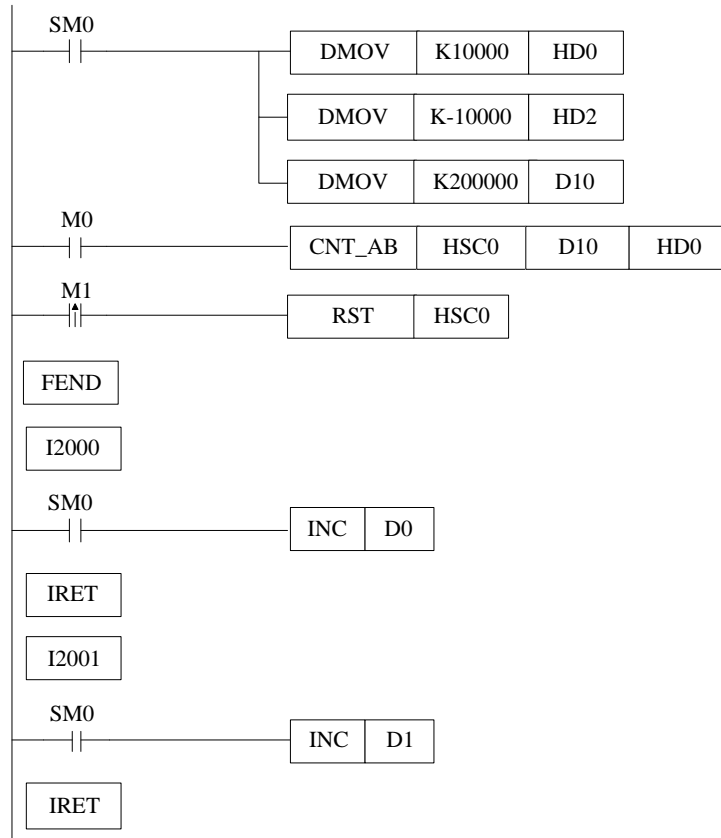 SM0
DMOV K10000 HD0
DMOV K-10000 HD2
DMOV K200000 D10
M0
CNT_AB HSC0 D10 HD0
M1
RST HSC0
FEND
I2000
SM0
INC D0
IRET
I2001
SM0
INC D1
IRET